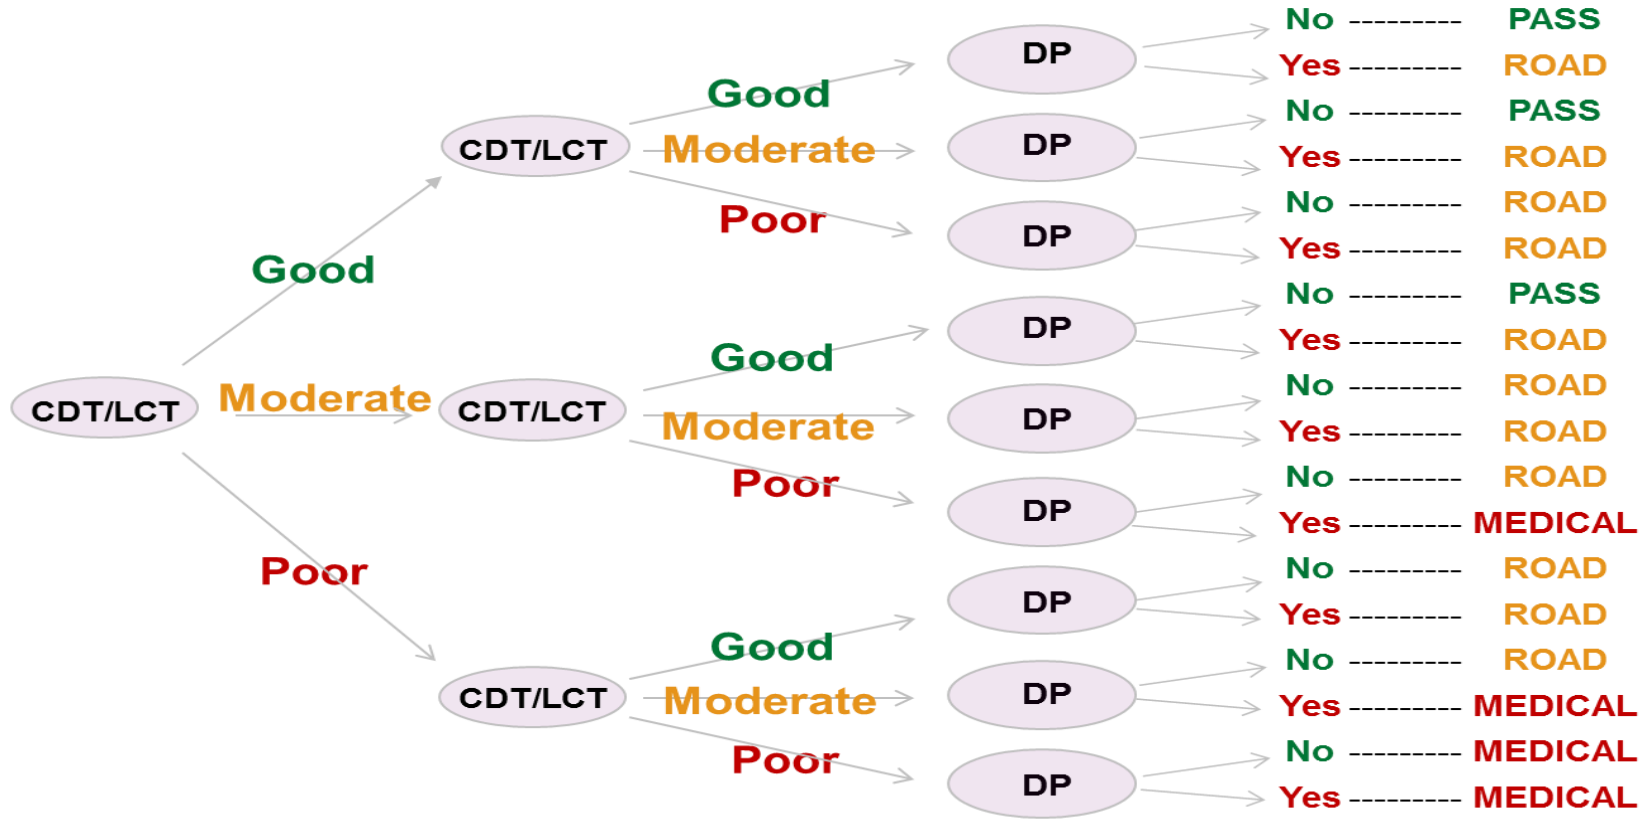 No --------- PASS
DP
Yes --------- ROAD
Good
No --------- PASS
CDT/LCT
Moderate
DP
Yes --------- ROAD
No --------- ROAD
Poor
DP
Yes --------- ROAD
Good
No --------- PASS
DP
Yes --------- ROAD
Good
No --------- ROAD
CDT/LCT
Moderate
CDT/LCT
Moderate
DP
Yes --------- ROAD
No --------- ROAD
Poor
DP
Yes --------- MEDICAL
Poor
No --------- ROAD
DP
Yes --------- ROAD
Good
No --------- ROAD
CDT/LCT
Moderate
DP
Yes --------- MEDICAL
No --------- MEDICAL
Poor
DP
Yes --------- MEDICAL